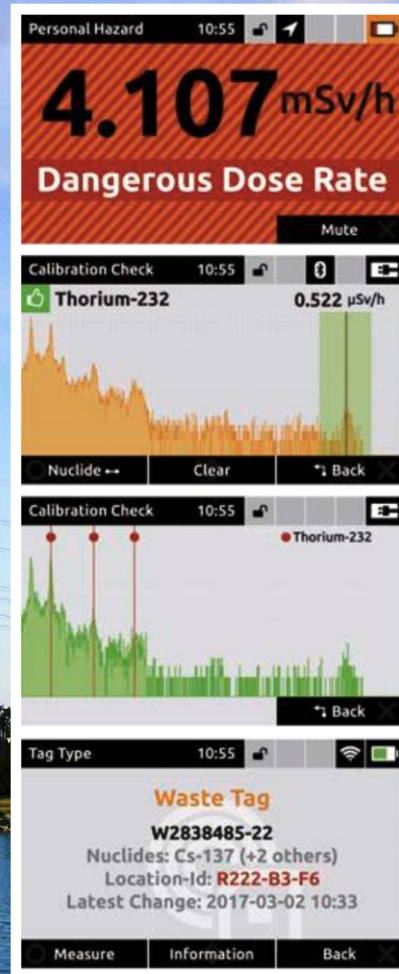 Personal Hazard 10:55
4.107 mSv/h
Dangerous Dose Rate
Mute
Calibration Check 10:55
Thorium-232 0.522 µSv/h
Nuclide ↔ Clear Back
Calibration Check 10:55
Thorium-232
Back
Tag Type 10:55
Waste Tag
W2838485-22
Nuclides: Cs-137 (+2 others)
Location-Id: R222-B3-F6
Latest Change: 2017-03-02 10:33
Measure Information Back